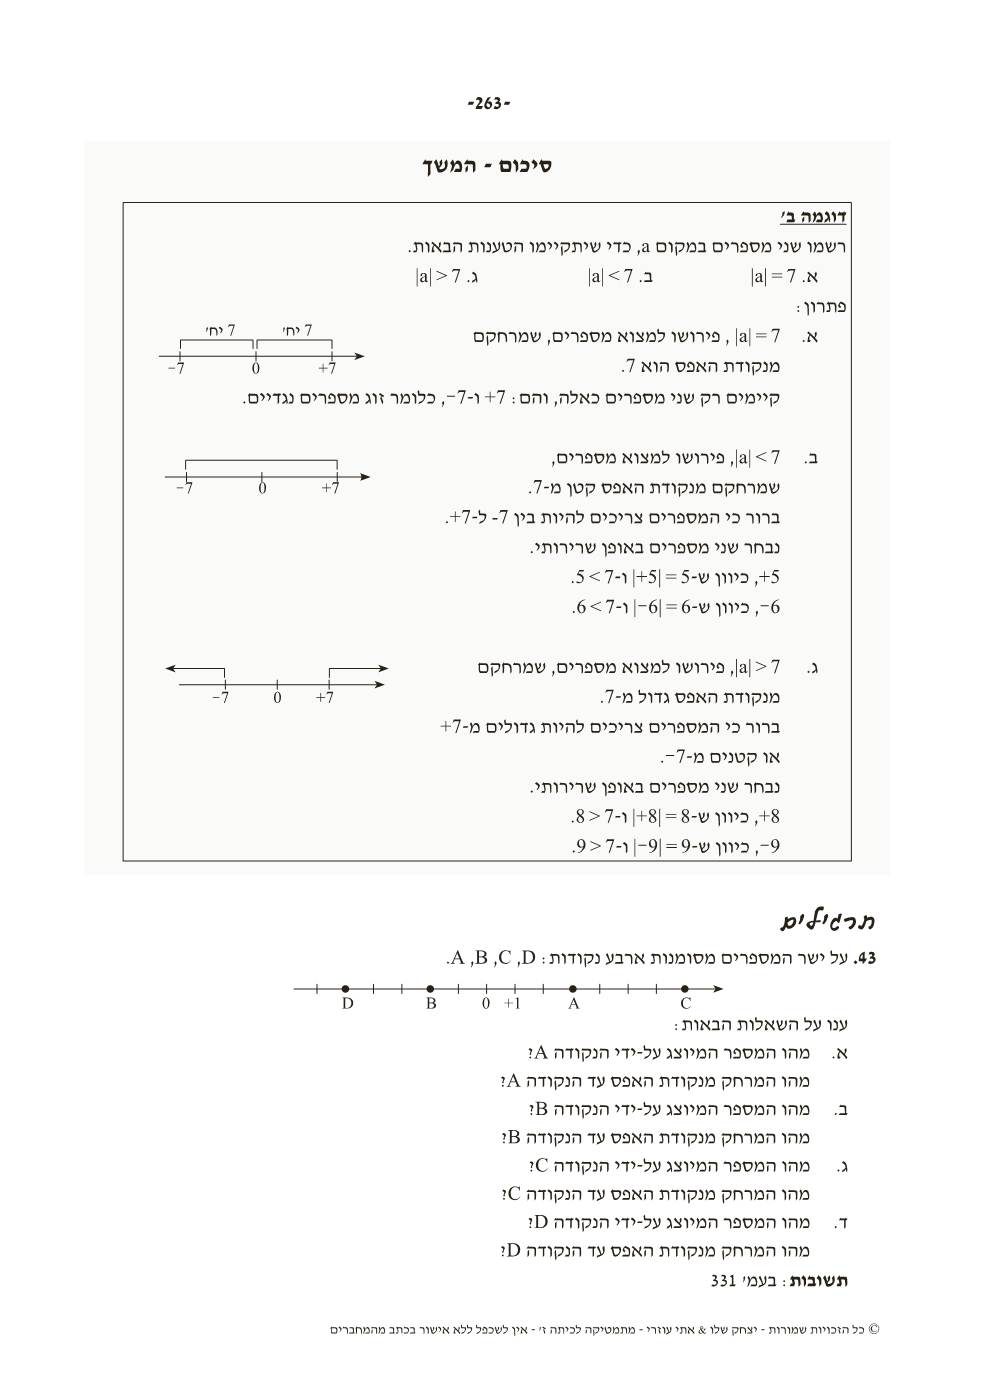 -263-
סיכום - המשך
דוגמה ב'
רשמו שני מספרים במקום a, כדי שיתקיימו הטענות הבאות.
א. |a| = 7 ב. |a| < 7 ג. |a| > 7
פתרון:
א. |a| = 7 , פירושו למצוא מספרים, שמרחקם
מנקודת האפס הוא 7.
7 יח' 7 יח'
−7 0 +7
קיימים רק שני מספרים כאלה, והם: +7 ו-−7, כלומר זוג מספרים נגדיים.
ב. |a| < 7, פירושו למצוא מספרים,
שמרחקם מנקודת האפס קטן מ-7.
−7 0 +7
ברור כי המספרים צריכים להיות בין -7 ל-+7.
נבחר שני מספרים באופן שרירותי.
+5, כיוון ש-|+5| = 5 ו-5 < 7.
−6, כיוון ש-|−6| = 6 ו-6 < 7.
ג. |a| > 7, פירושו למצוא מספרים, שמרחקם
מנקודת האפס גדול מ-7.
−7 0 +7
ברור כי המספרים צריכים להיות גדולים מ-+7
או קטנים מ-−7.
נבחר שני מספרים באופן שרירותי.
+8, כיוון ש-|+8| = 8 ו-8 > 7.
−9, כיוון ש-|−9| = 9 ו-9 > 7.
תרגילים
43. על ישר המספרים מסומנות ארבע נקודות: A, B, C, D.
D B 0 +1 A C
ענו על השאלות הבאות:
א. מהו המספר המיוצג על-ידי הנקודה A?
מהו המרחק מנקודת האפס עד הנקודה A?
ב. מהו המספר המיוצג על-ידי הנקודה B?
מהו המרחק מנקודת האפס עד הנקודה B?
ג. מהו המספר המיוצג על-ידי הנקודה C?
מהו המרחק מנקודת האפס עד הנקודה C?
ד. מהו המספר המיוצג על-ידי הנקודה D?
מהו המרחק מנקודת האפס עד הנקודה D?
תשובות: בעמ' 331
© כל הזכויות שמורות - יצחק שלו & אתי עוזרי - מתמטיקה לכיתה ז' - אין לשכפל ללא אישור בכתב מהמחברים